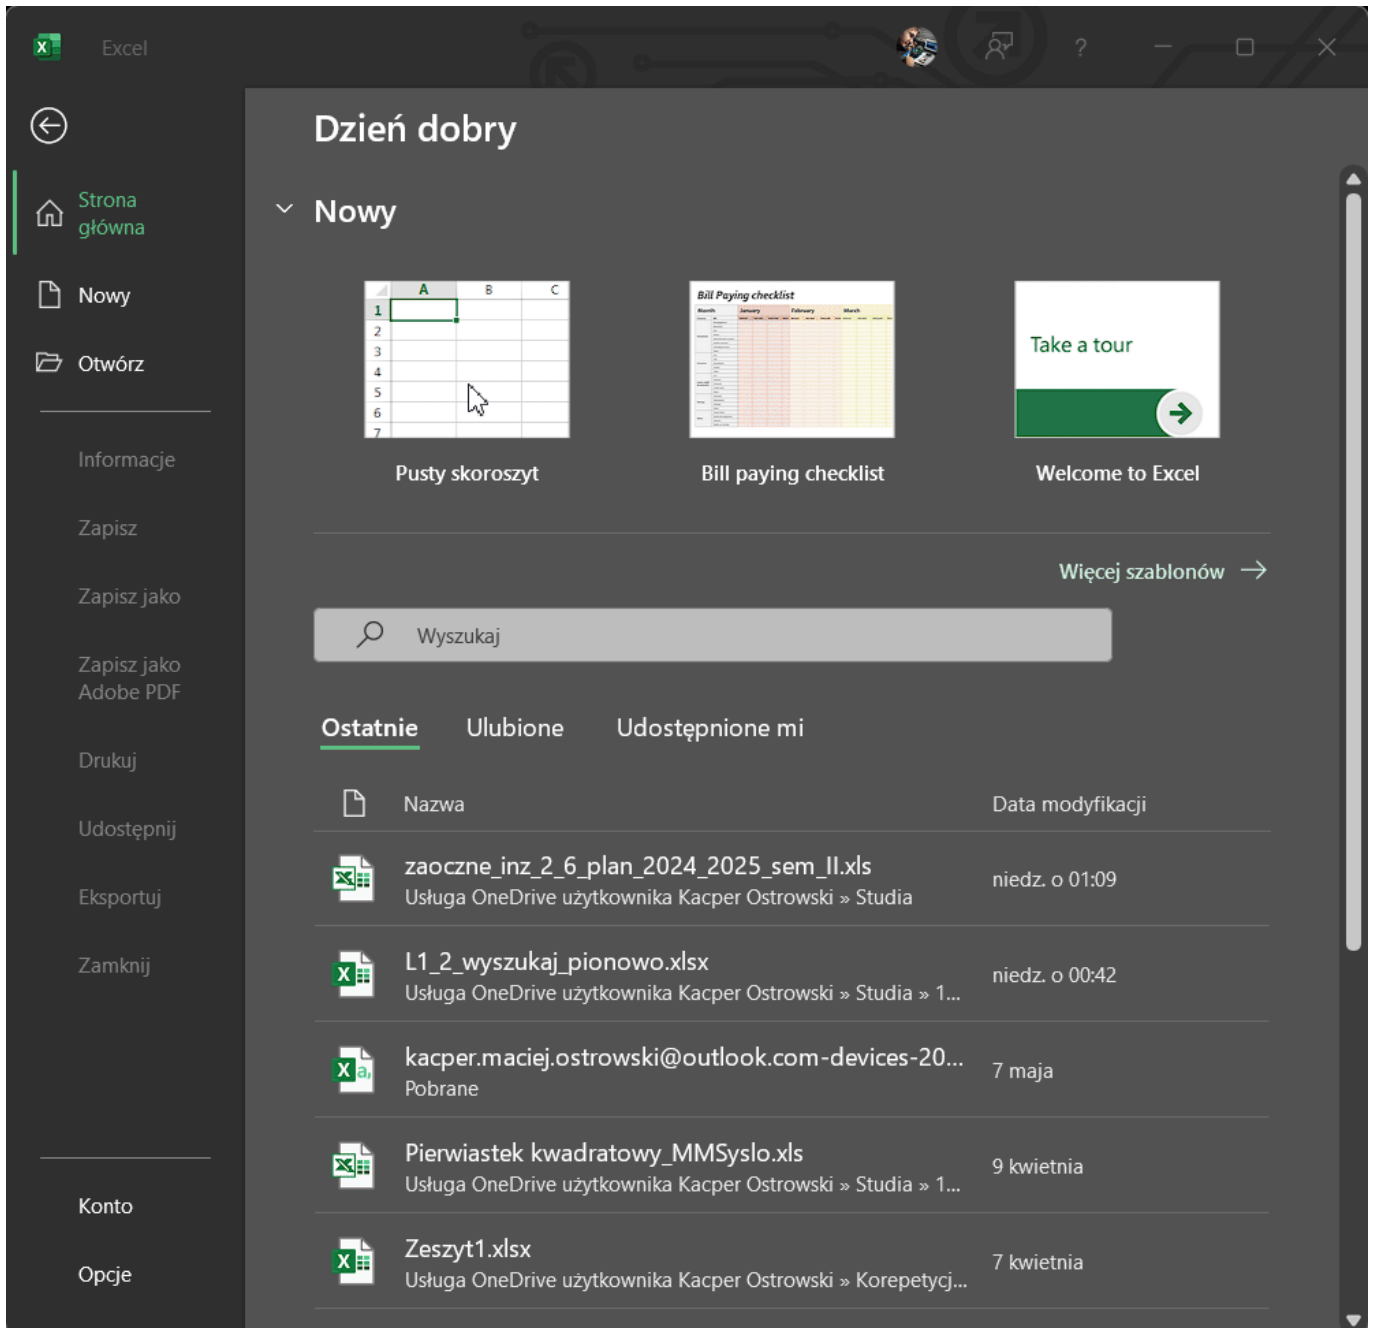 Excel
?
Dzień dobry
Strona
główna
Nowy
Otwórz
Informacje
Zapisz
Zapisz jako
Zapisz jako
Adobe PDF
Drukuj
Udostępnij
Eksportuj
Zamknij
Konto
Opcje
Nowy
A B C
1
2
3
4
5
6
7
Pusty skoroszyt
Bill Paying checklist
Month January February March
Bill paying checklist
Take a tour
Welcome to Excel
Więcej szablonów
Wyszukaj
Ostatnie Ulubione Udostępnione mi
Nazwa Data modyfikacji
zaoczne_inz_2_6_plan_2024_2025_sem_II.xls
Usługa OneDrive użytkownika Kacper Ostrowski » Studia
niedz. o 01:09
L1_2_wyszukaj_pionowo.xlsx
Usługa OneDrive użytkownika Kacper Ostrowski » Studia » 1...
niedz. o 00:42
kacper.maciej.ostrowski@outlook.com-devices-20...
Pobrane
7 maja
Pierwiastek kwadratowy_MMSyslo.xls
Usługa OneDrive użytkownika Kacper Ostrowski » Studia » 1...
9 kwietnia
Zeszyt1.xlsx
Usługa OneDrive użytkownika Kacper Ostrowski » Korepetycj...
7 kwietnia